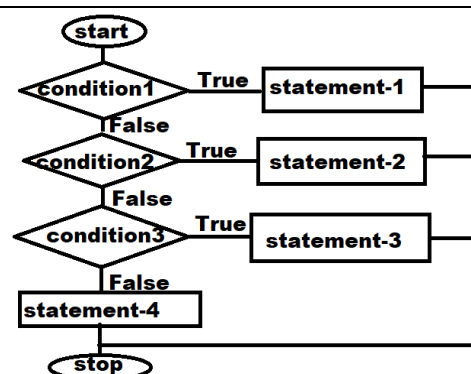 start
condition1 True statement-1
False
condition2 True statement-2
False
condition3 True statement-3
False
statement-4
stop